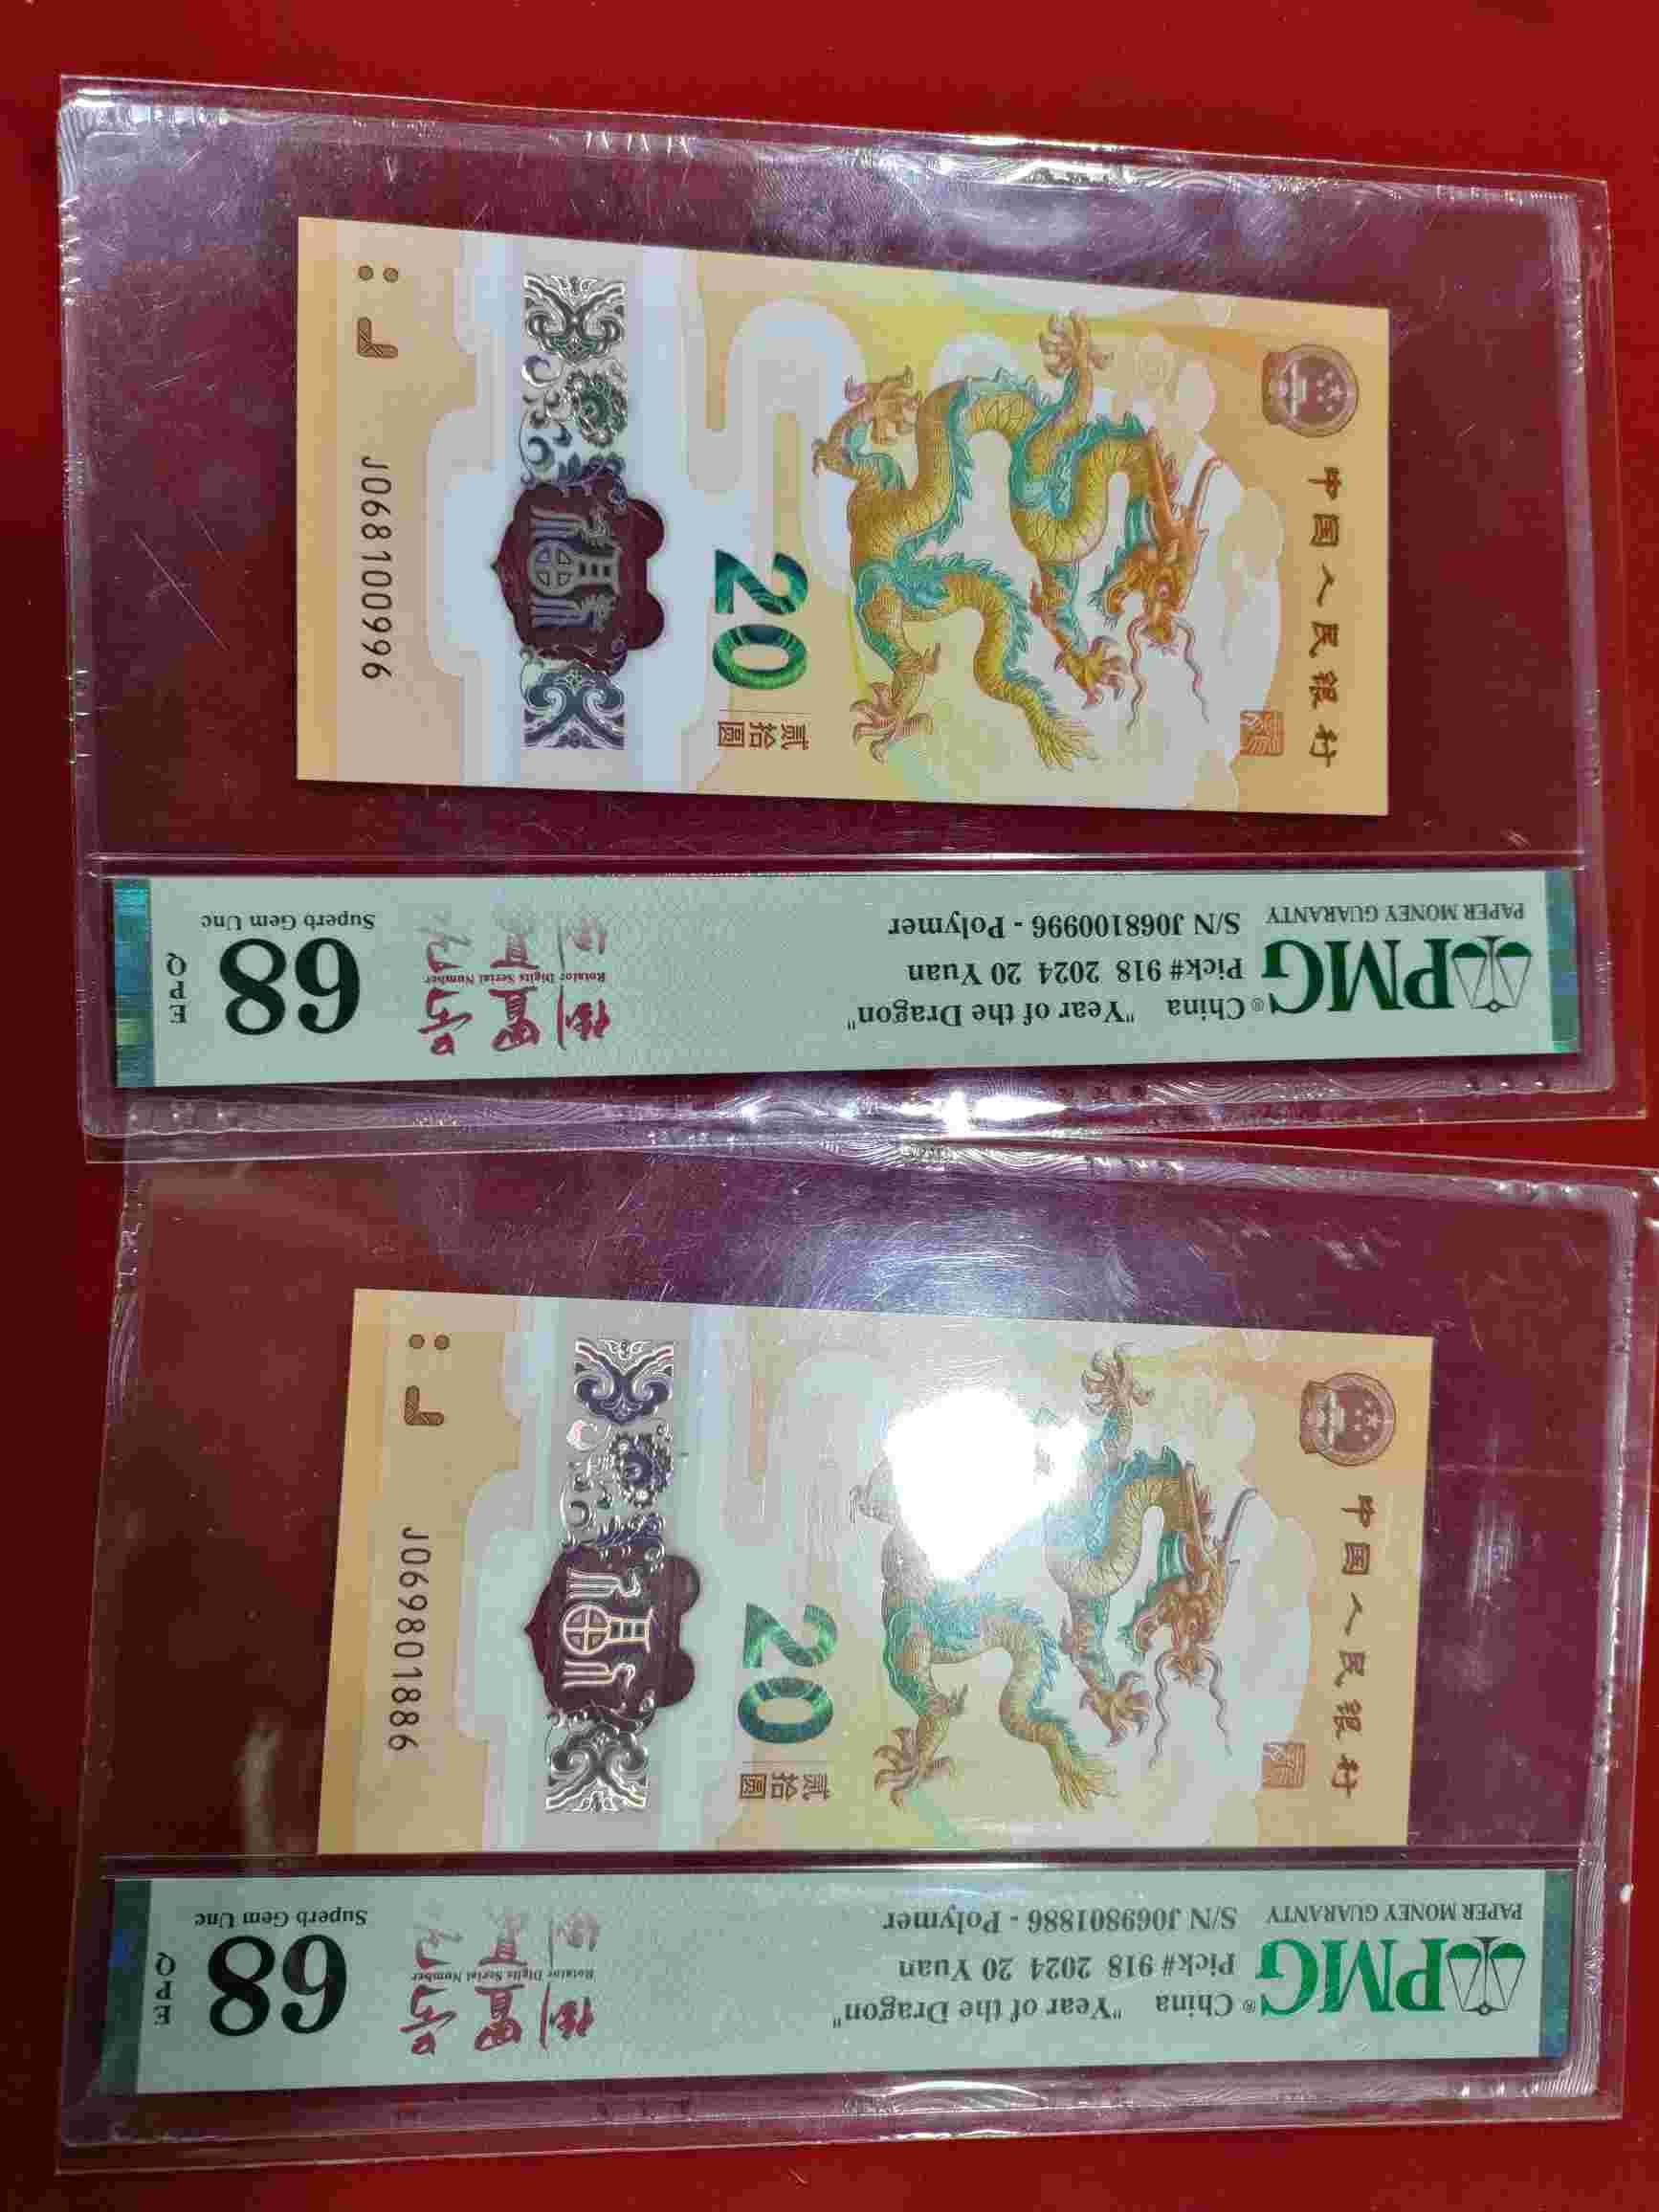 中国人民银行
20
贰拾圆
J068100996
PMG
PAPER MONEY GUARANTY
China "Year of the Dragon"
Pick# 918 2024 20 Yuan
S/N J068100996 - Polymer
Rotator Digits Serial Number
68
Superb Gem Unc
QPE
中国人民银行
20
贰拾圆
J069801886
PMG
PAPER MONEY GUARANTY
China "Year of the Dragon"
Pick# 918 2024 20 Yuan
S/N J069801886 - Polymer
Rotator Digits Serial Number
68
Superb Gem Unc
QPE